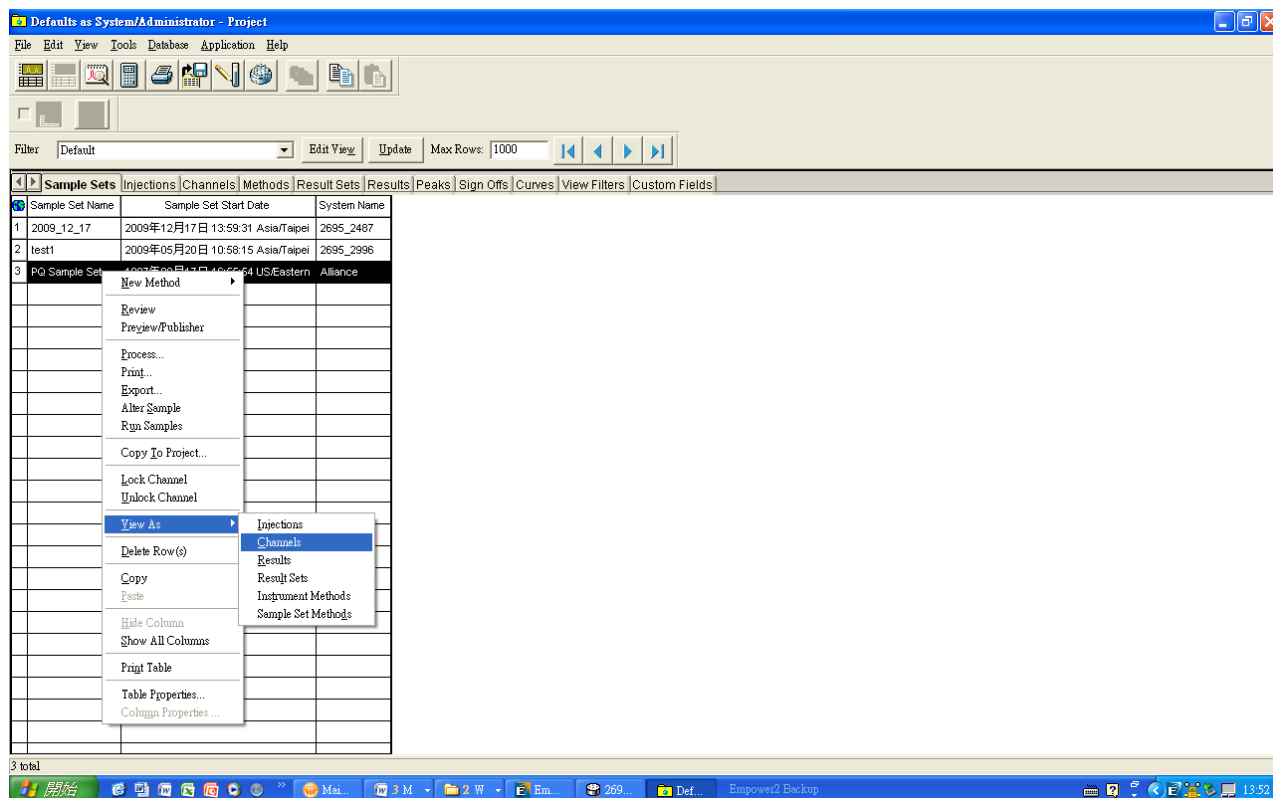 Defaults as System/Administrator - Project
File Edit View Tools Database Application Help
Filter Default Edit View Update Max Rows: 1000
Sample Sets Injections Channels Methods Result Sets Results Peaks Sign Offs Curves View Filters Custom Fields
Sample Set Name Sample Set Start Date System Name
1 2009_12_17 2009年12月17日 13:59:31 Asia/Taipei 2695_2487
2 test1 2009年05月20日 10:58:15 Asia/Taipei 2695_2996
3 PQ Sample Set US/Eastern Alliance
New Method
Review
Preview/Publisher
Process...
Print...
Export...
Alter Sample
Run Samples
Copy To Project...
Lock Channel
Unlock Channel
View As
Injections
Channels
Results
Result Sets
Instrument Methods
Sample Set Methods
Delete Row(s)
Copy
Paste
Hide Column
Show All Columns
Print Table
Table Properties...
Column Properties ...
3 total
開始 Mai... 3 M 2 W Em... 269... Def... Empower2 Backup 13:52